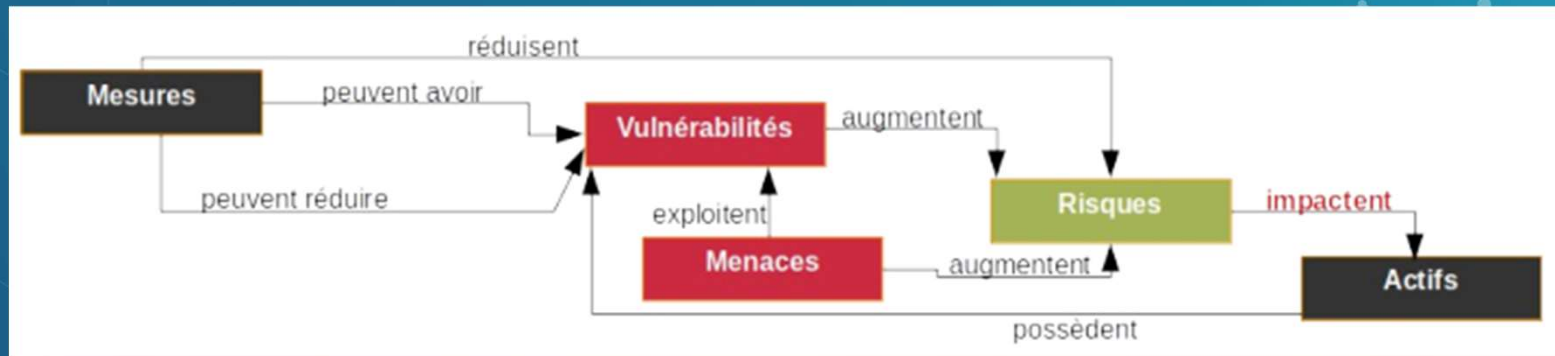 réduisent
Mesures
peuvent avoir
Vulnérabilités
augmentent
peuvent réduire
exploitent
Risques
impactent
Menaces
augmentent
Actifs
possèdent